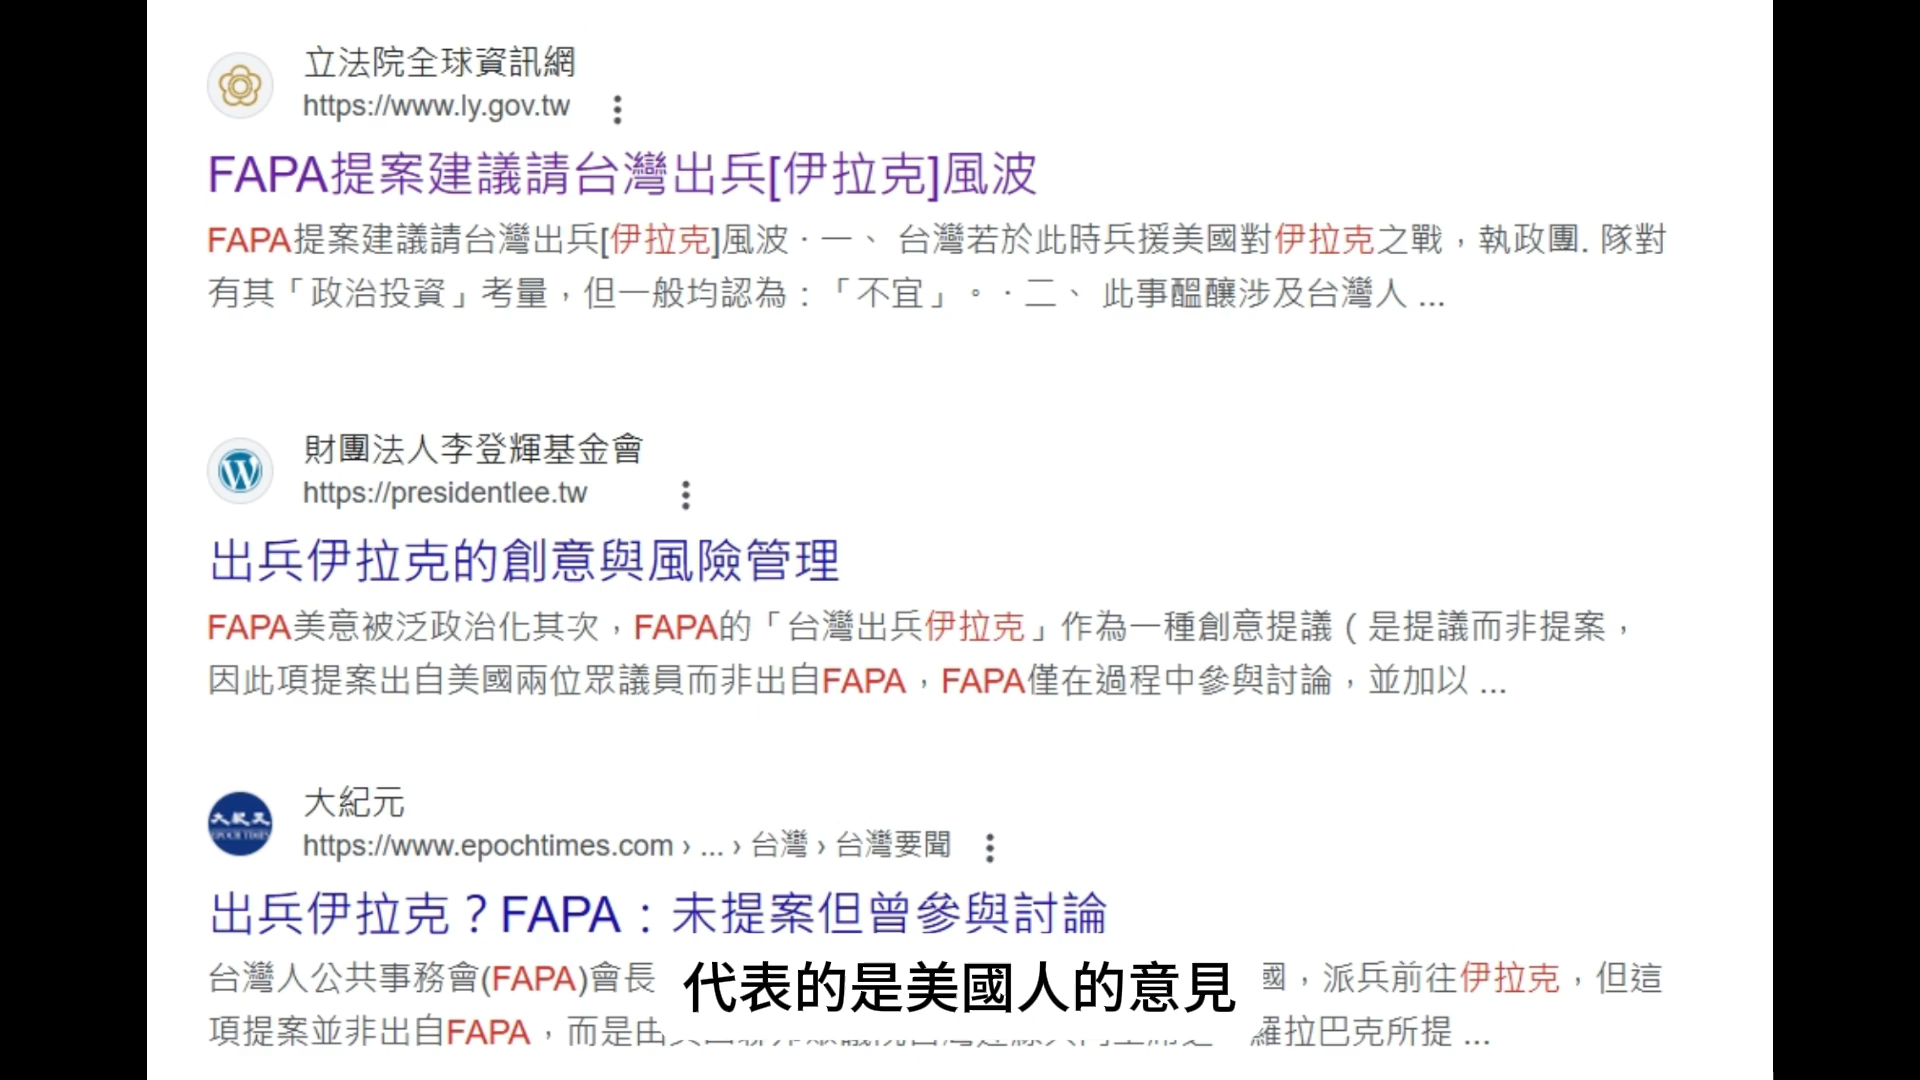 立法院全球資訊網
https://www.ly.gov.tw
FAPA提案建議請台灣出兵[伊拉克]風波
FAPA提案建議請台灣出兵[伊拉克]風波 · 一、 台灣若於此時兵援美國對伊拉克之戰，執政團. 隊對
有其「政治投資」考量，但一般均認為：「不宜」。 · 二、 此事醞釀涉及台灣人 ...
財團法人李登輝基金會
https://presidentlee.tw
出兵伊拉克的創意與風險管理
FAPA美意被泛政治化其次，FAPA的「台灣出兵伊拉克」作為一種創意提議（是提議而非提案，
因此項提案出自美國兩位眾議員而非出自FAPA，FAPA僅在過程中參與討論，並加以 ...
大紀元
EPOCH TIMES
https://www.epochtimes.com › ... › 台灣 › 台灣要聞
出兵伊拉克？FAPA：未提案但曾參與討論
台灣人公共事務會(FAPA)會長
國，派兵前往伊拉克，但這
代表的是美國人的意見
項提案並非出自FAPA，而是由
羅拉巴克所提 ...